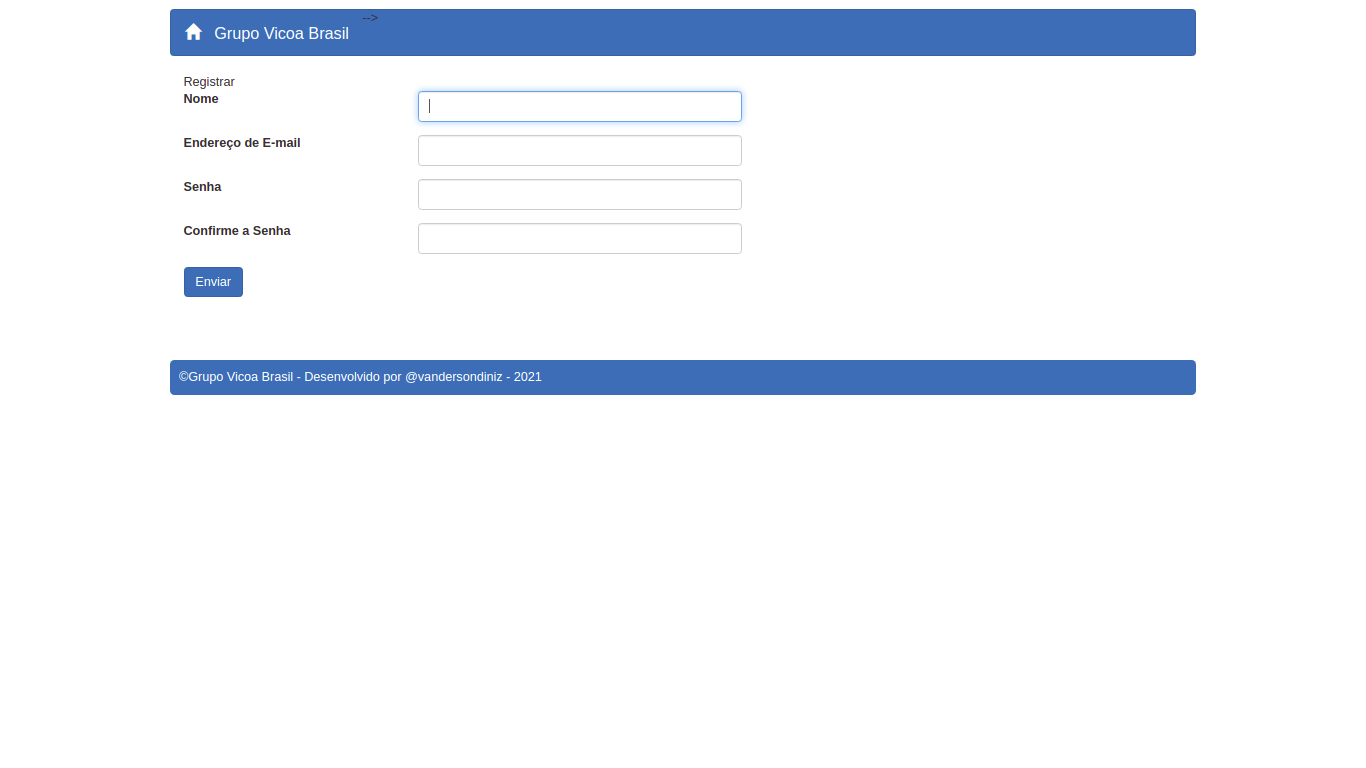 Grupo Vicoa Brasil -->
Registrar
Nome
Endereço de E-mail
Senha
Confirme a Senha
Enviar
©Grupo Vicoa Brasil - Desenvolvido por @vandersondiniz - 2021